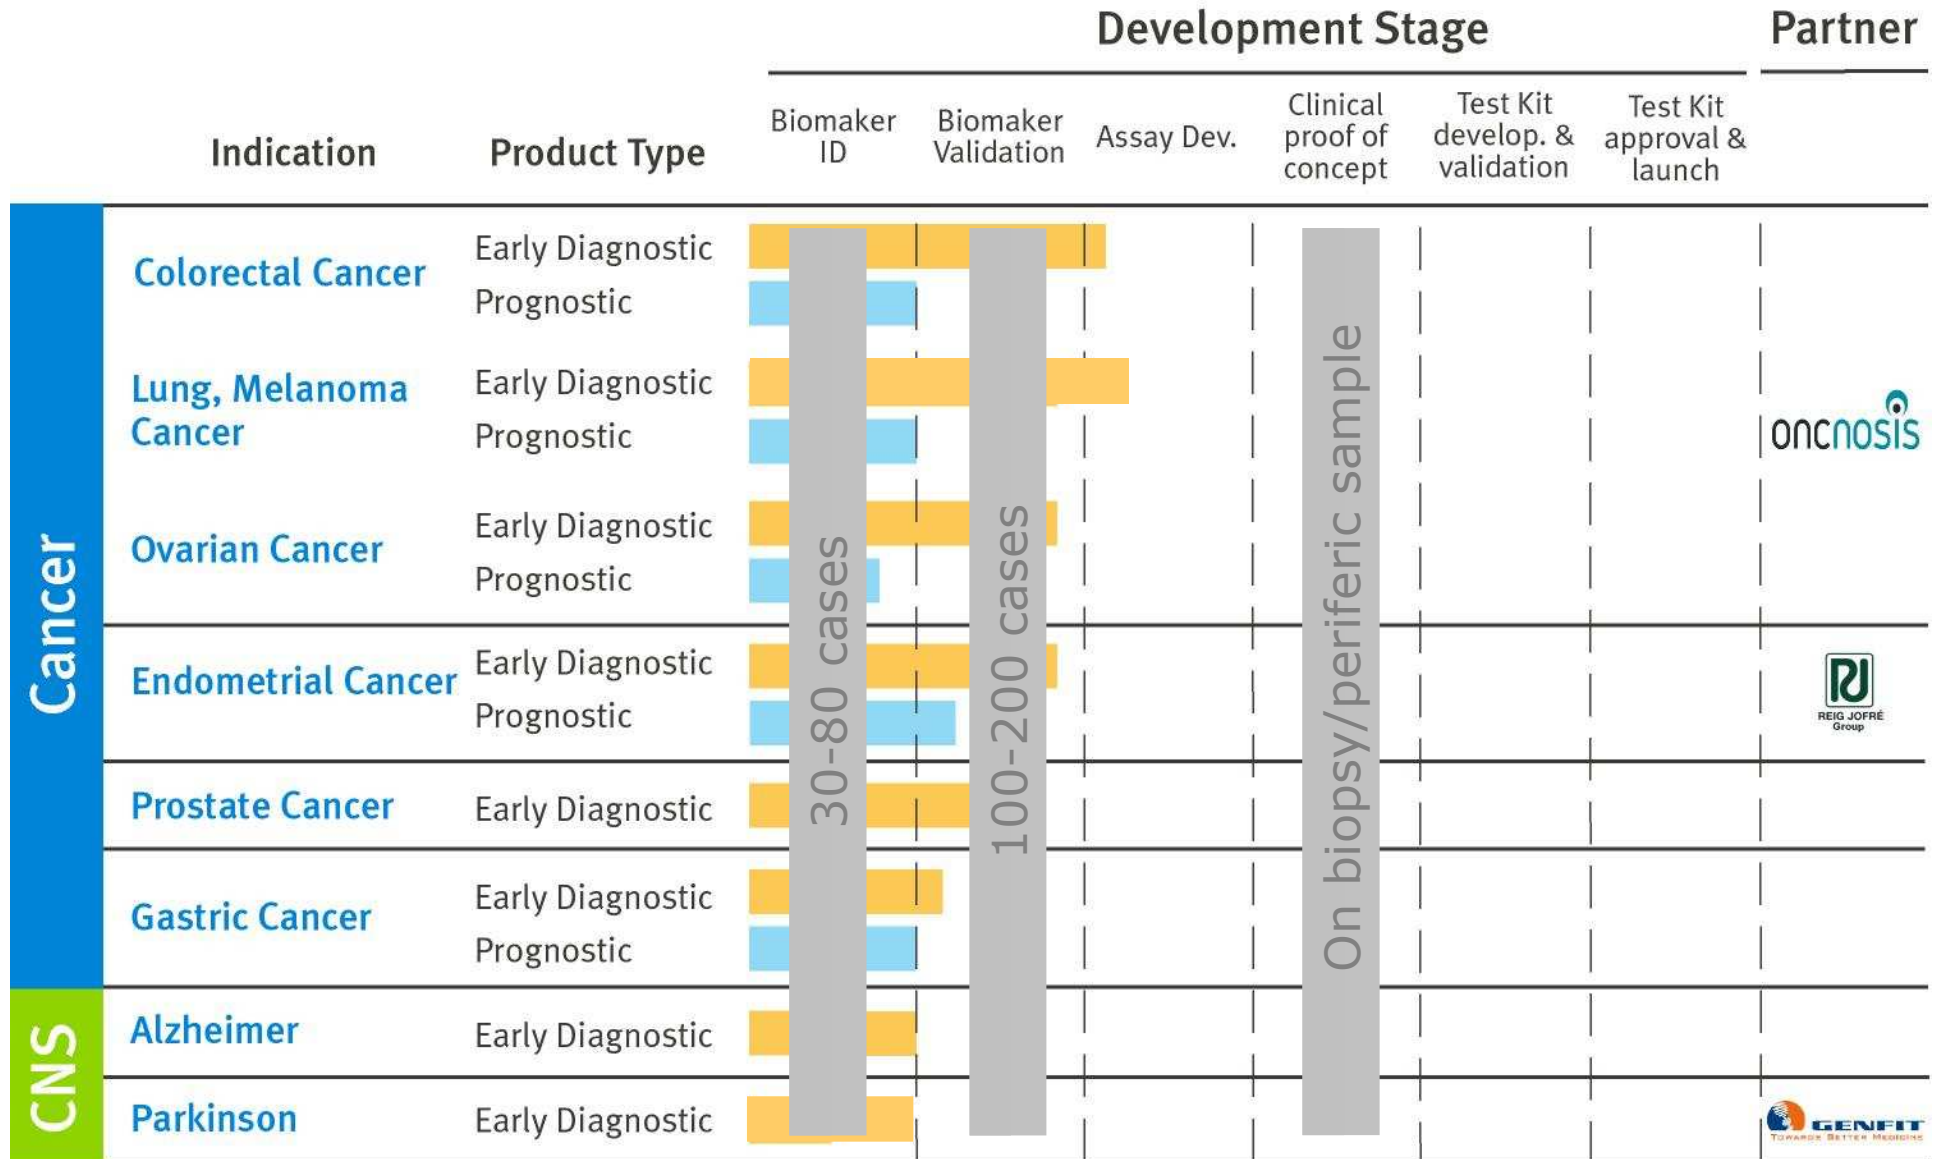 Development Stage
Partner
Indication
Product Type
Biomaker
ID
Biomaker
Validation
Assay Dev.
Clinical
proof of
concept
Test Kit
develop. &
validation
Test Kit
approval &
launch
Cancer
Colorectal Cancer
Early Diagnostic
Prognostic
Lung, Melanoma
Cancer
Early Diagnostic
Prognostic
oncnosis
Ovarian Cancer
Early Diagnostic
Prognostic
Endometrial Cancer
Early Diagnostic
Prognostic
RJ
REIG JOFRÉ
Group
Prostate Cancer
Early Diagnostic
Gastric Cancer
Early Diagnostic
Prognostic
30-80 cases
100-200 cases
On biopsy/periferic sample
CNS
Alzheimer
Early Diagnostic
Parkinson
Early Diagnostic
GENFIT
TOWARDS BETTER MEDICINE